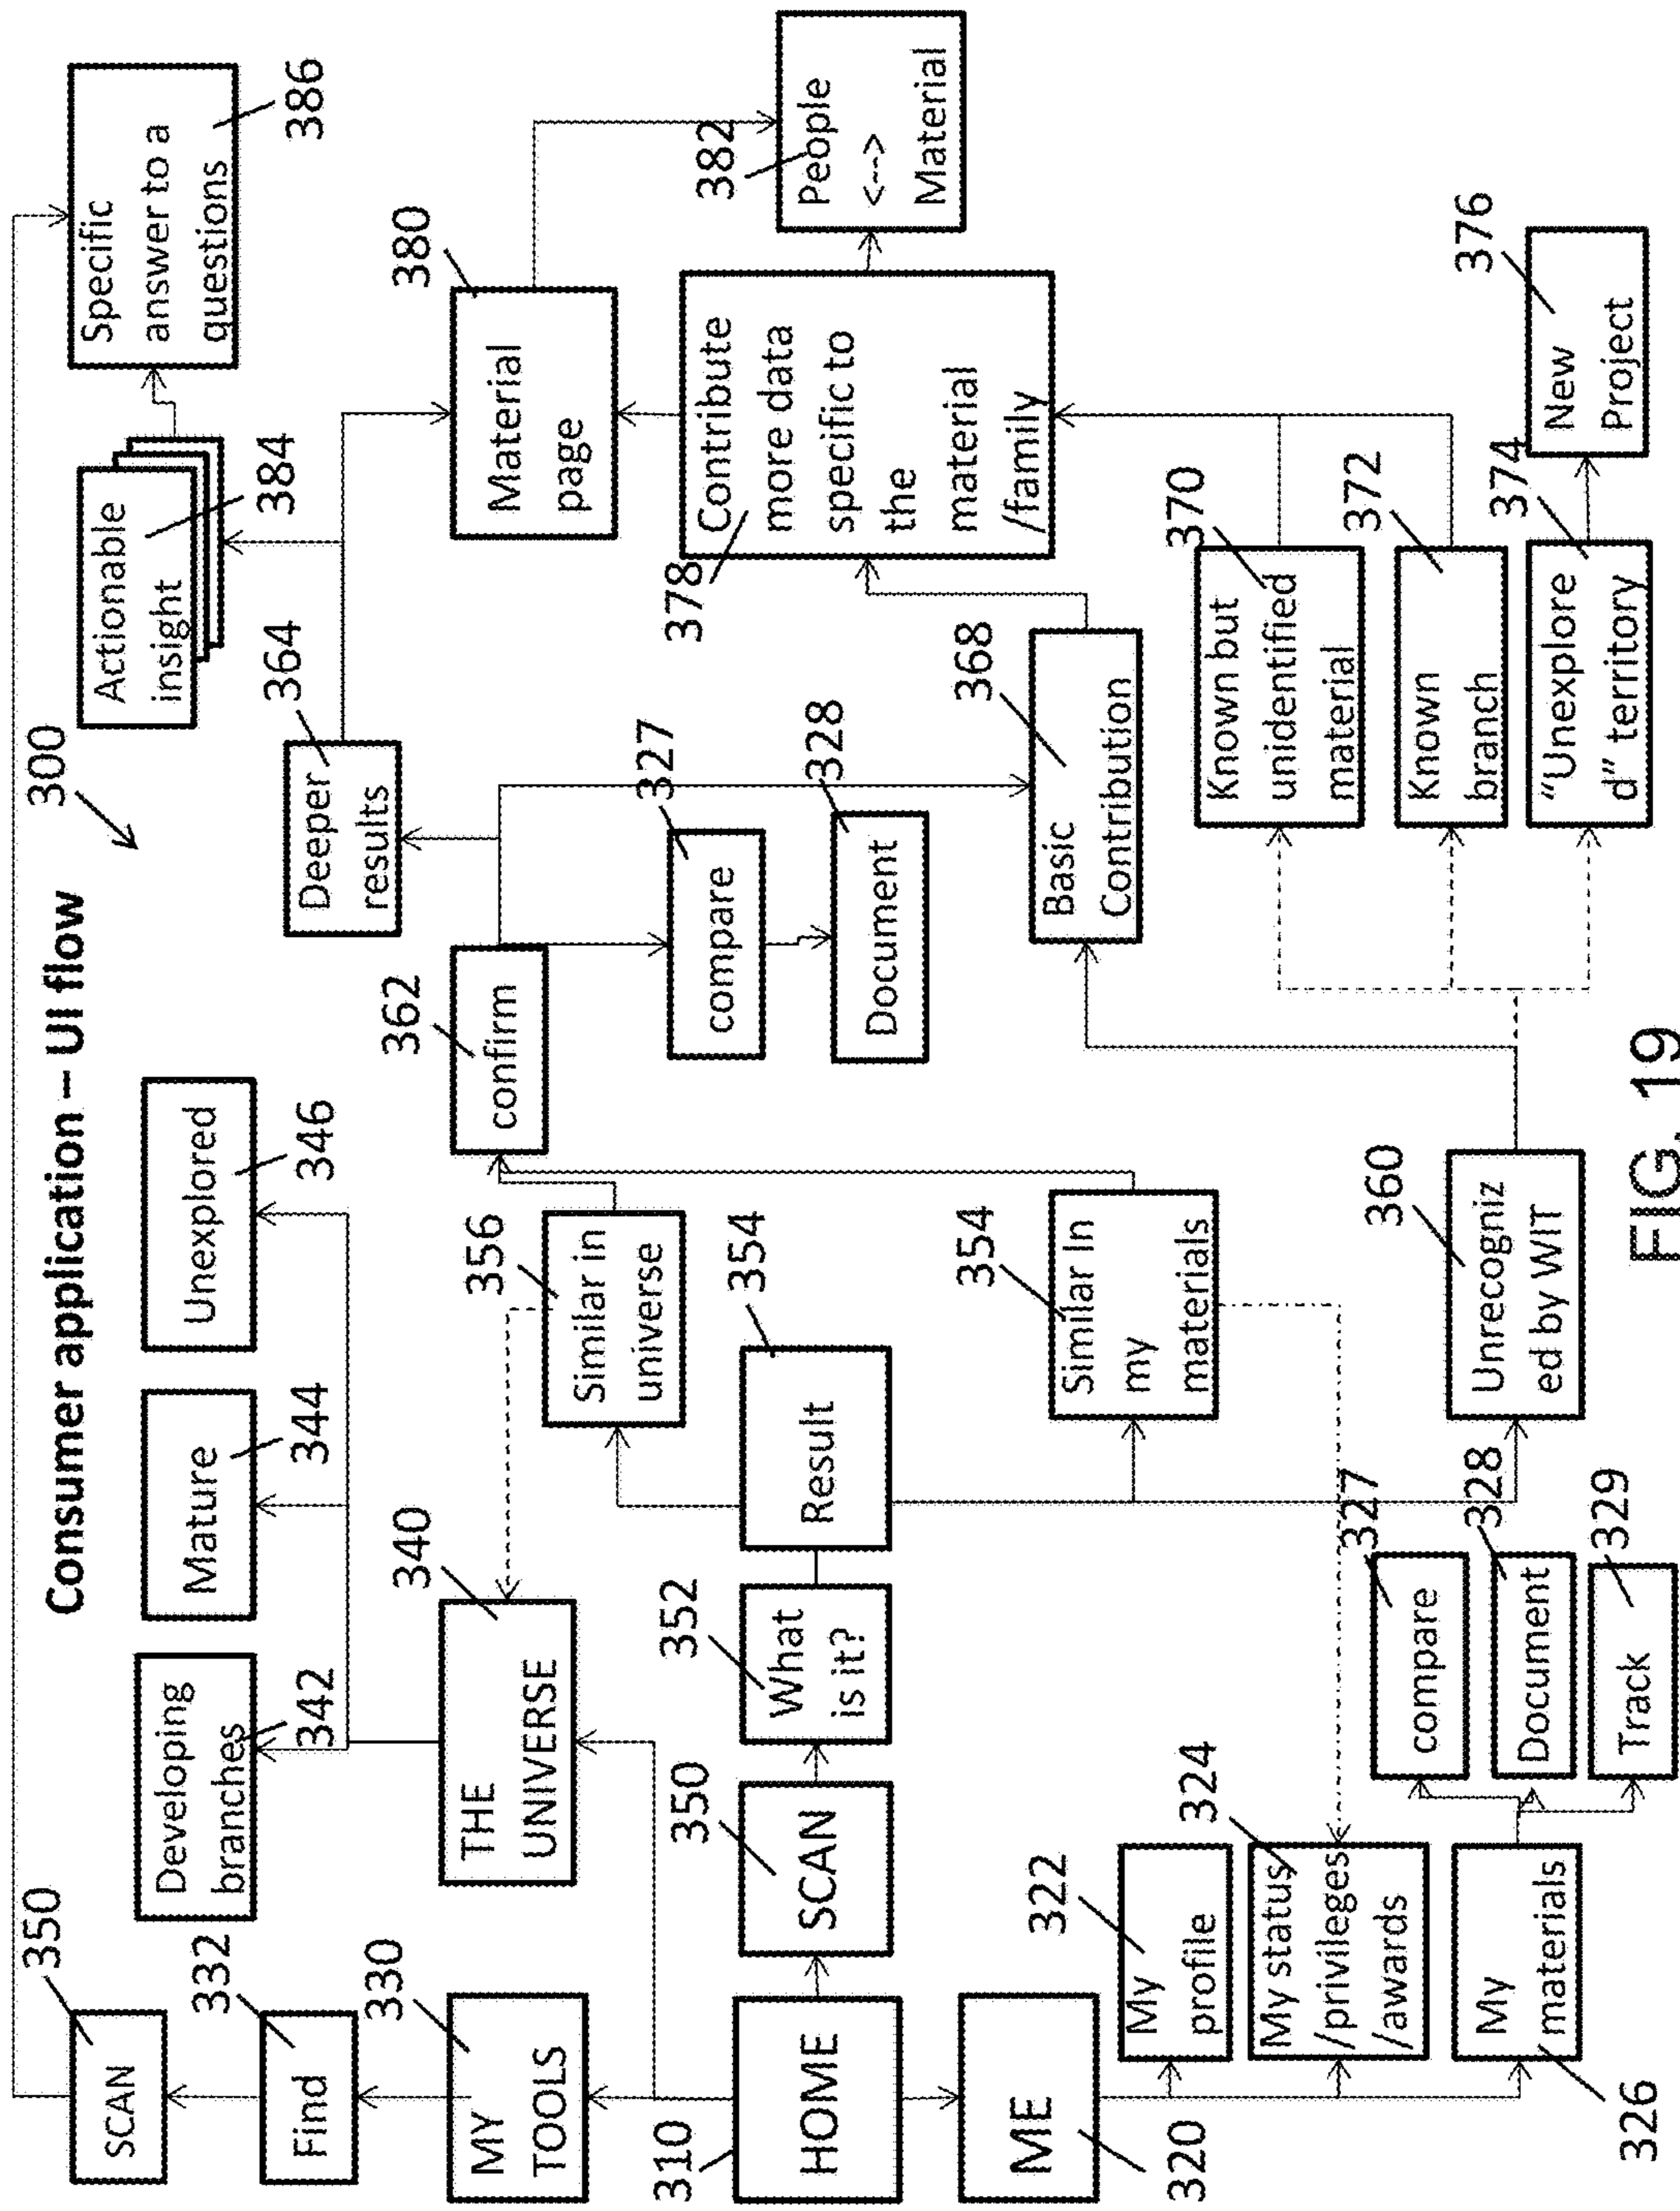 Consumer application – UI flow
300
350
SCAN
332
Find
330
MY
TOOLS
310
HOME
320
ME
Developing
branches
342
Mature
344
Unexplored
346
340
THE
UNIVERSE
350
SCAN
352
What
is it?
354
Result
356
Similar in
universe
354
Similar In
my
materials
360
Unrecogniz
ed by WIT
322
My
profile
324
My status
/privileges
/awards
326
My
materials
327
compare
328
Document
329
Track
362
confirm
364
Deeper
results
327
compare
328
Document
368
Basic
Contribution
370
Known but
unidentified
material
372
Known
branch
374
“Unexplore
d” territory
376
New
Project
378
Contribute
more data
specific to
the
material
/family
380
Material
page
382
People
<-->
Material
384
Actionable
insight
386
Specific
answer to a
questions
FIG. 19